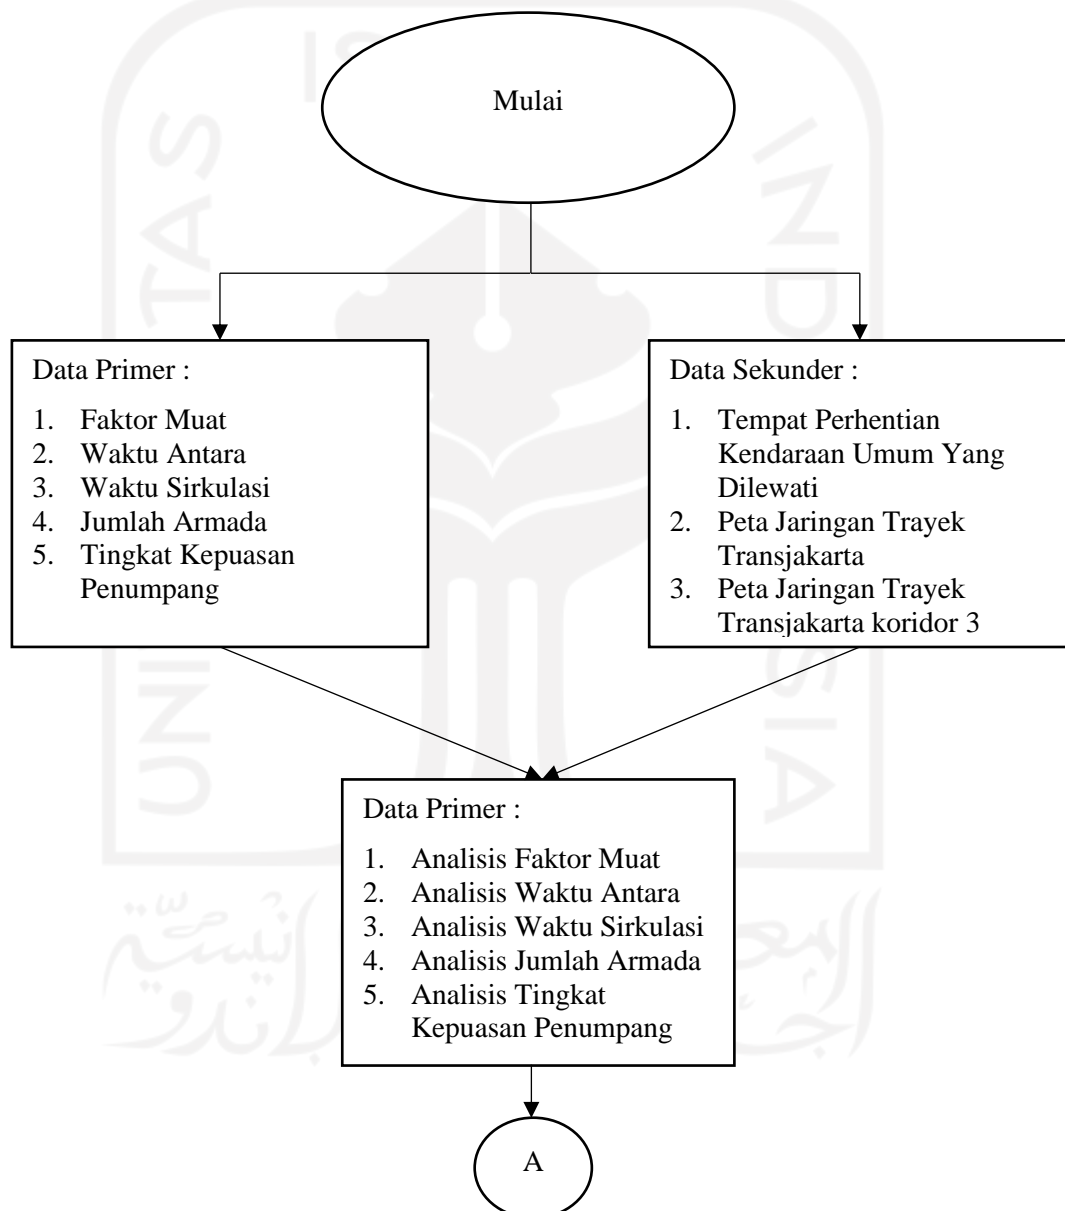 Mulai
Data Primer :
1. Faktor Muat
2. Waktu Antara
3. Waktu Sirkulasi
4. Jumlah Armada
5. Tingkat Kepuasan
Penumpang
Data Sekunder :
1. Tempat Perhentian
Kendaraan Umum Yang
Dilewati
2. Peta Jaringan Trayek
Transjakarta
3. Peta Jaringan Trayek
Transjakarta koridor 3
Data Primer :
1. Analisis Faktor Muat
2. Analisis Waktu Antara
3. Analisis Waktu Sirkulasi
4. Analisis Jumlah Armada
5. Analisis Tingkat
Kepuasan Penumpang
A